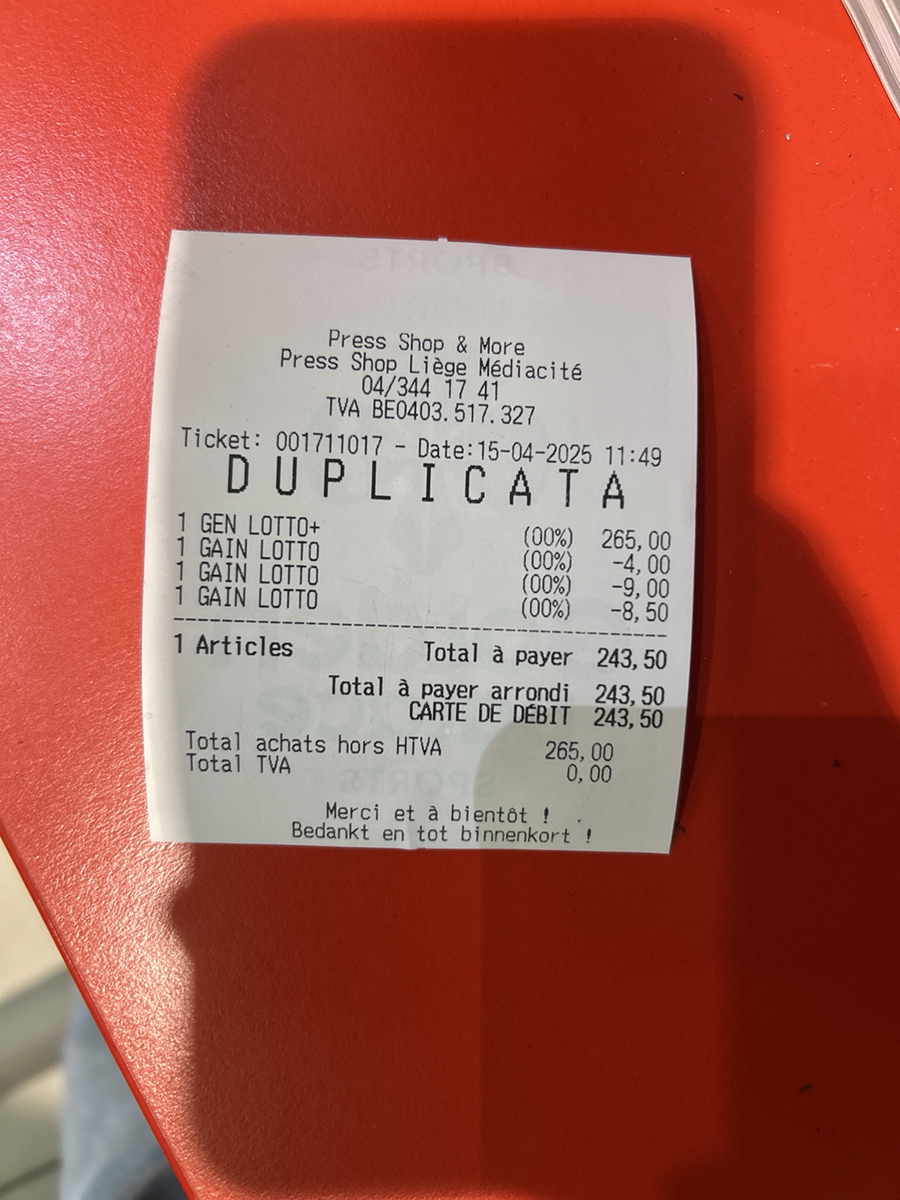 Press Shop & More
Press Shop Liège Médiacité
04/344 17 41
TVA BE0403.517.327
Ticket: 001711017 - Date:15-04-2025 11:49
DUPLICATA
1 GEN LOTTO+ (00%) 265,00
1 GAIN LOTTO (00%) -4,00
1 GAIN LOTTO (00%) -9,00
1 GAIN LOTTO (00%) -8,50
1 Articles Total à payer 243,50
Total à payer arrondi 243,50
CARTE DE DÉBIT 243,50
Total achats hors HTVA 265,00
Total TVA 0,00
Merci et à bientôt !
Bedankt en tot binnenkort !